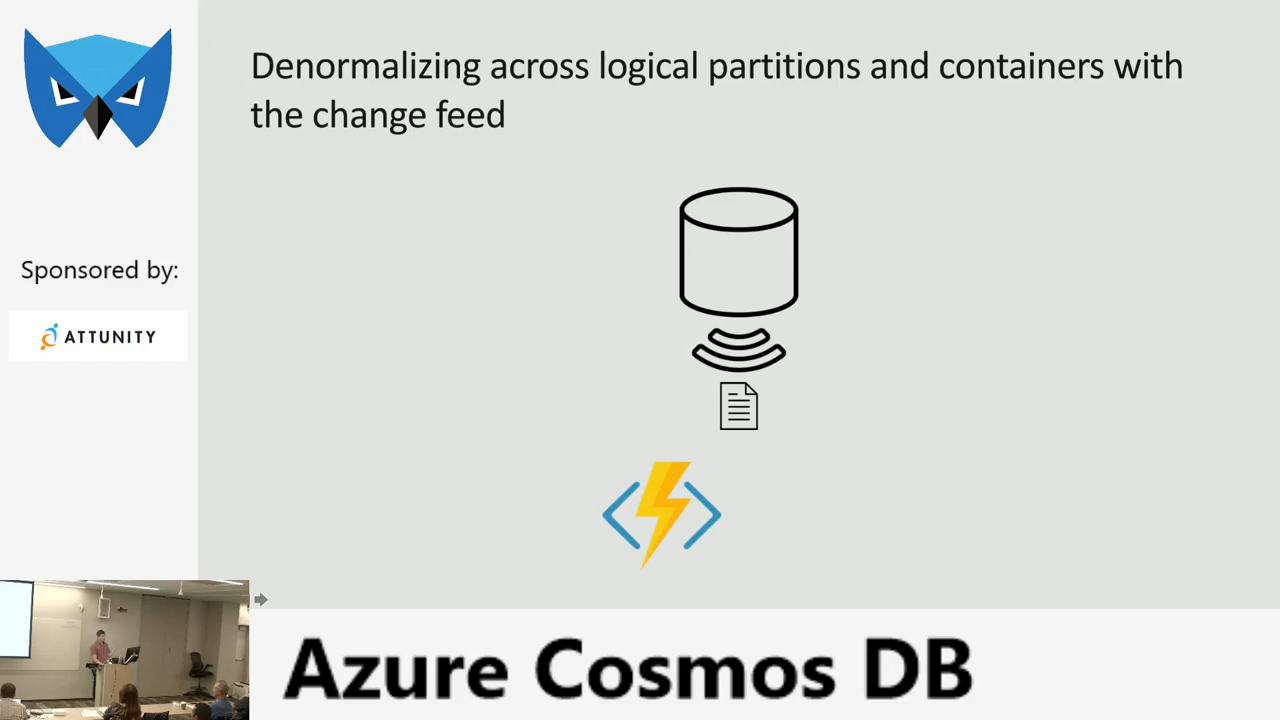 Denormalizing across logical partitions and containers with
the change feed
Sponsored by:
ATTUNITY
Azure Cosmos DB